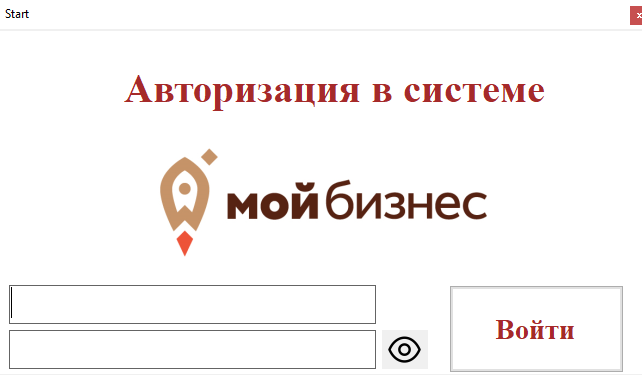 Start
Авторизация в системе
мой бизнес
Войти